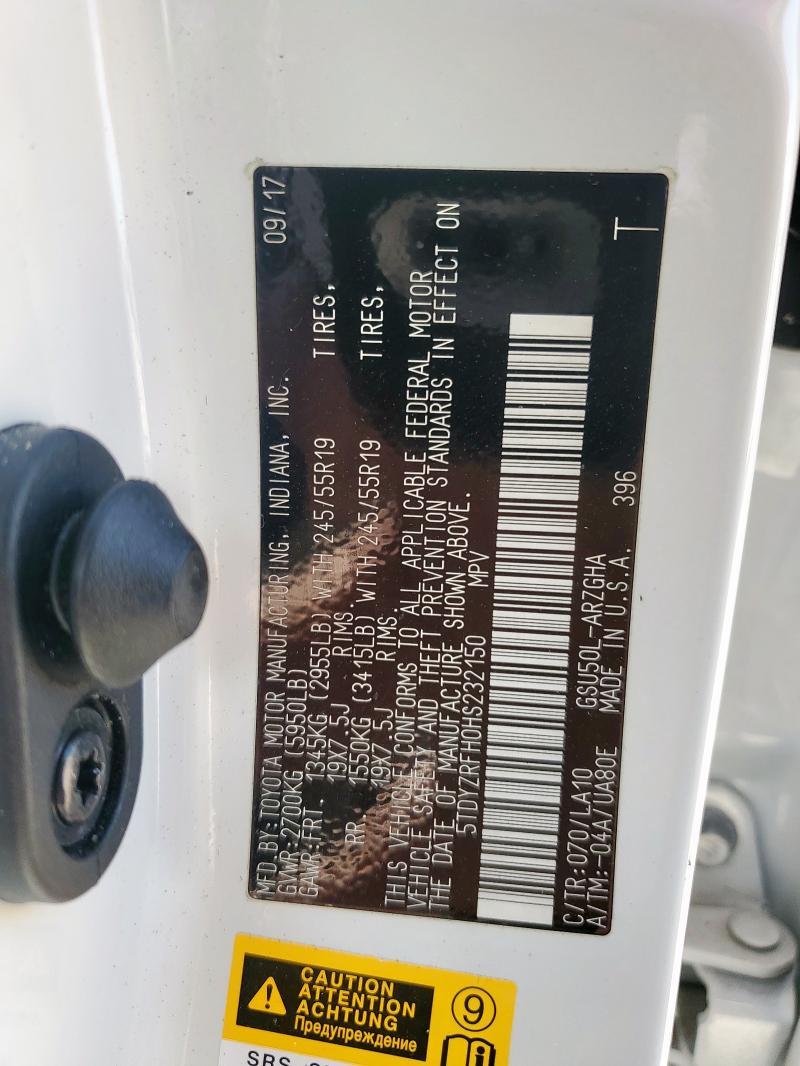 MFD.BY:TOYOTA MOTOR MANUFACTURING, INDIANA, INC. 09/17
GVWR:2700KG (5950LB)
GAWR:FRT. 1345KG (2955LB) WITH 245/55R19 TIRES,
19X7.5J RIMS.
RR. 1550KG (3415LB) WITH 245/55R19 TIRES,
19X7.5J RIMS
THIS VEHICLE CONFORMS TO ALL APPLICABLE FEDERAL MOTOR
VEHICLE SAFETY AND THEFT PREVENTION STANDARDS IN EFFECT ON
THE DATE OF MANUFACTURE SHOWN ABOVE.
5TDYZRFH0HS232150 MPV
C/TR:070/LA10 GSU50L-ARZGHA T
A/TM:-04A/UA80E MADE IN U.S.A. 396
CAUTION
ATTENTION
ACHTUNG
Предупреждение
9
SRS